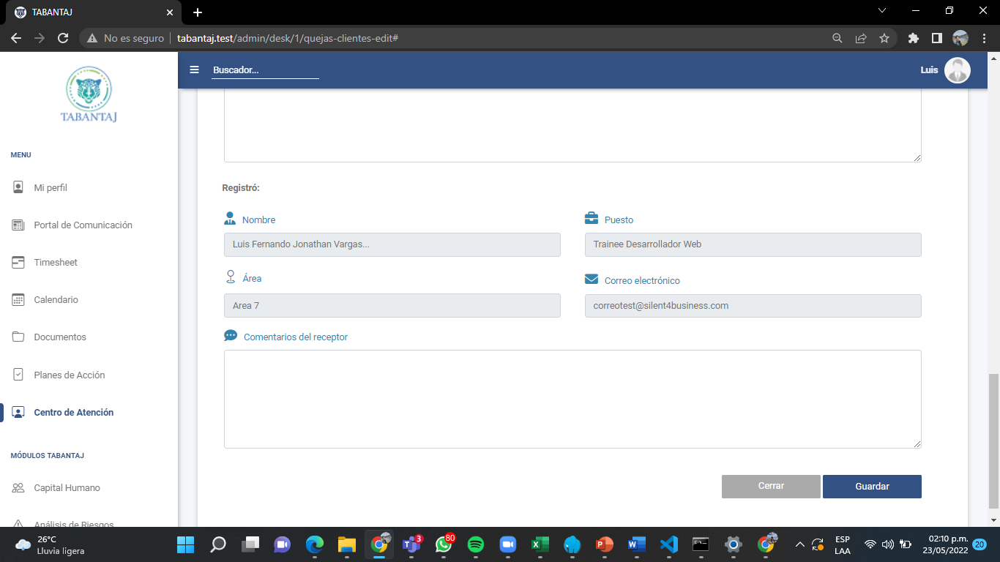 TABANTAJ
No es seguro
tabantaj.test/admin/desk/1/quejas-clientes-edit#
TABANTAJ
Buscador...
Luis
MENU
Mi perfil
Portal de Comunicación
Timesheet
Calendario
Documentos
Planes de Acción
Centro de Atención
MÓDULOS TABANTAJ
Capital Humano
Análisis de Riesgos
Registró:
Nombre
Puesto
Luis Fernando Jonathan Vargas...
Trainee Desarrollador Web
Área
Correo electrónico
Area 7
correotest@silent4business.com
Comentarios del receptor
Cerrar
Guardar
26°C
Lluvia ligera
3
80
ESP
LAA
02:10 p.m.
23/05/2022
20